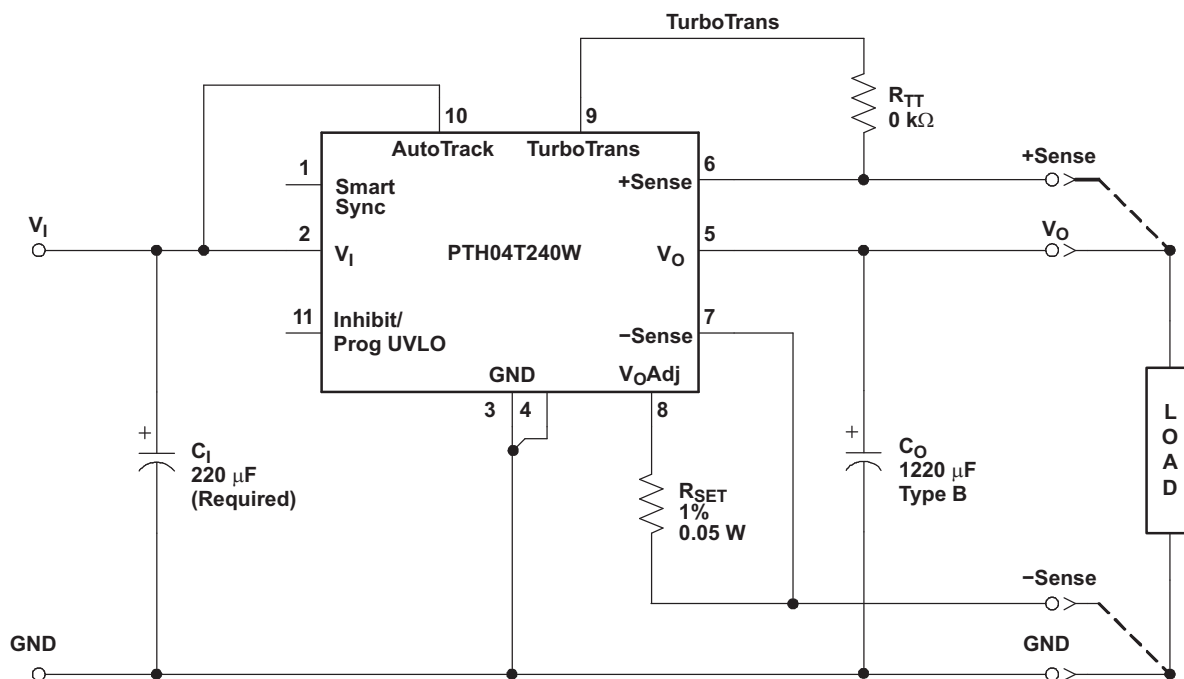 TurboTrans
R_TT
0 kΩ
10
9
AutoTrack
TurboTrans
1
Smart
Sync
6
+Sense
+Sense
V_I
2
V_I
PTH04T240W
5
V_O
V_O
11
Inhibit/
Prog UVLO
7
−Sense
GND
V_OAdj
3
4
8
+
C_I
220 μF
(Required)
R_SET
1%
0.05 W
+
C_O
1220 μF
Type B
LOAD
−Sense
GND
GND